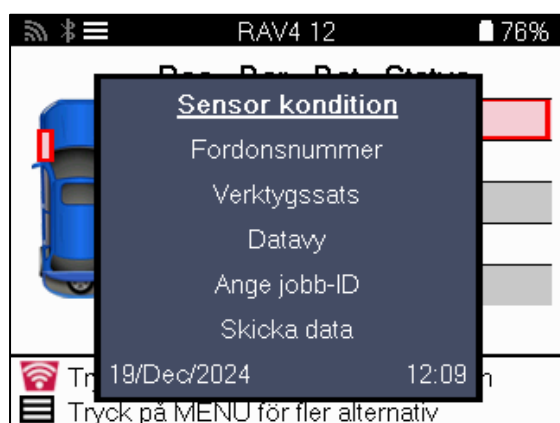 RAV4 12 76%
Sensor kondition
Fordonsnummer
Verktygssats
Datavy
Ange jobb-ID
Skicka data
19/Dec/2024 12:09
Tryck på MENU för fler alternativ